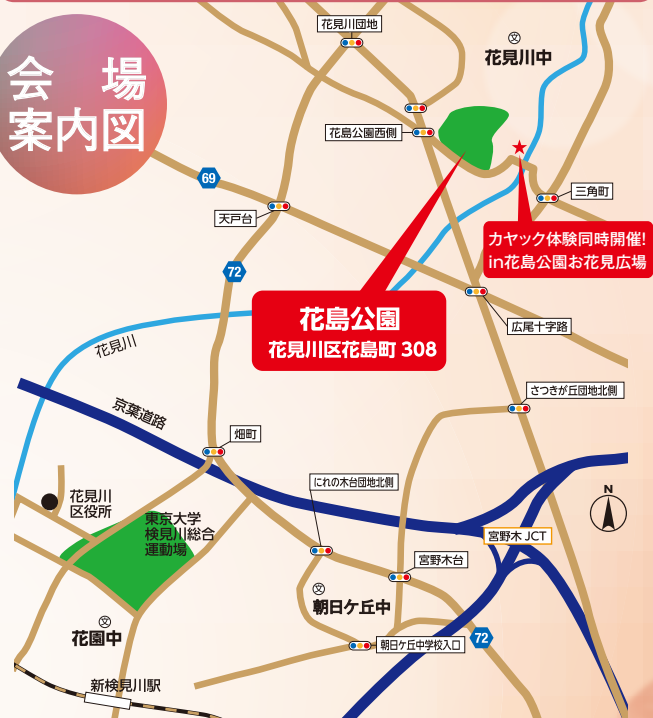 会場
案内図
花見川団地
花見川中
花島公園西側
69
三角町
天戸台
カヤック体験同時開催!
in花島公園お花見広場
72
花島公園
花見川区花島町 308
広尾十字路
花見川
さつきが丘団地北側
京葉道路
畑町
にれの木台団地北側
花見川
区役所
N
東京大学
検見川総合
運動場
宮野木 JCT
宮野木台
朝日ケ丘中
花園中
72
朝日ケ丘中学校入口
新検見川駅